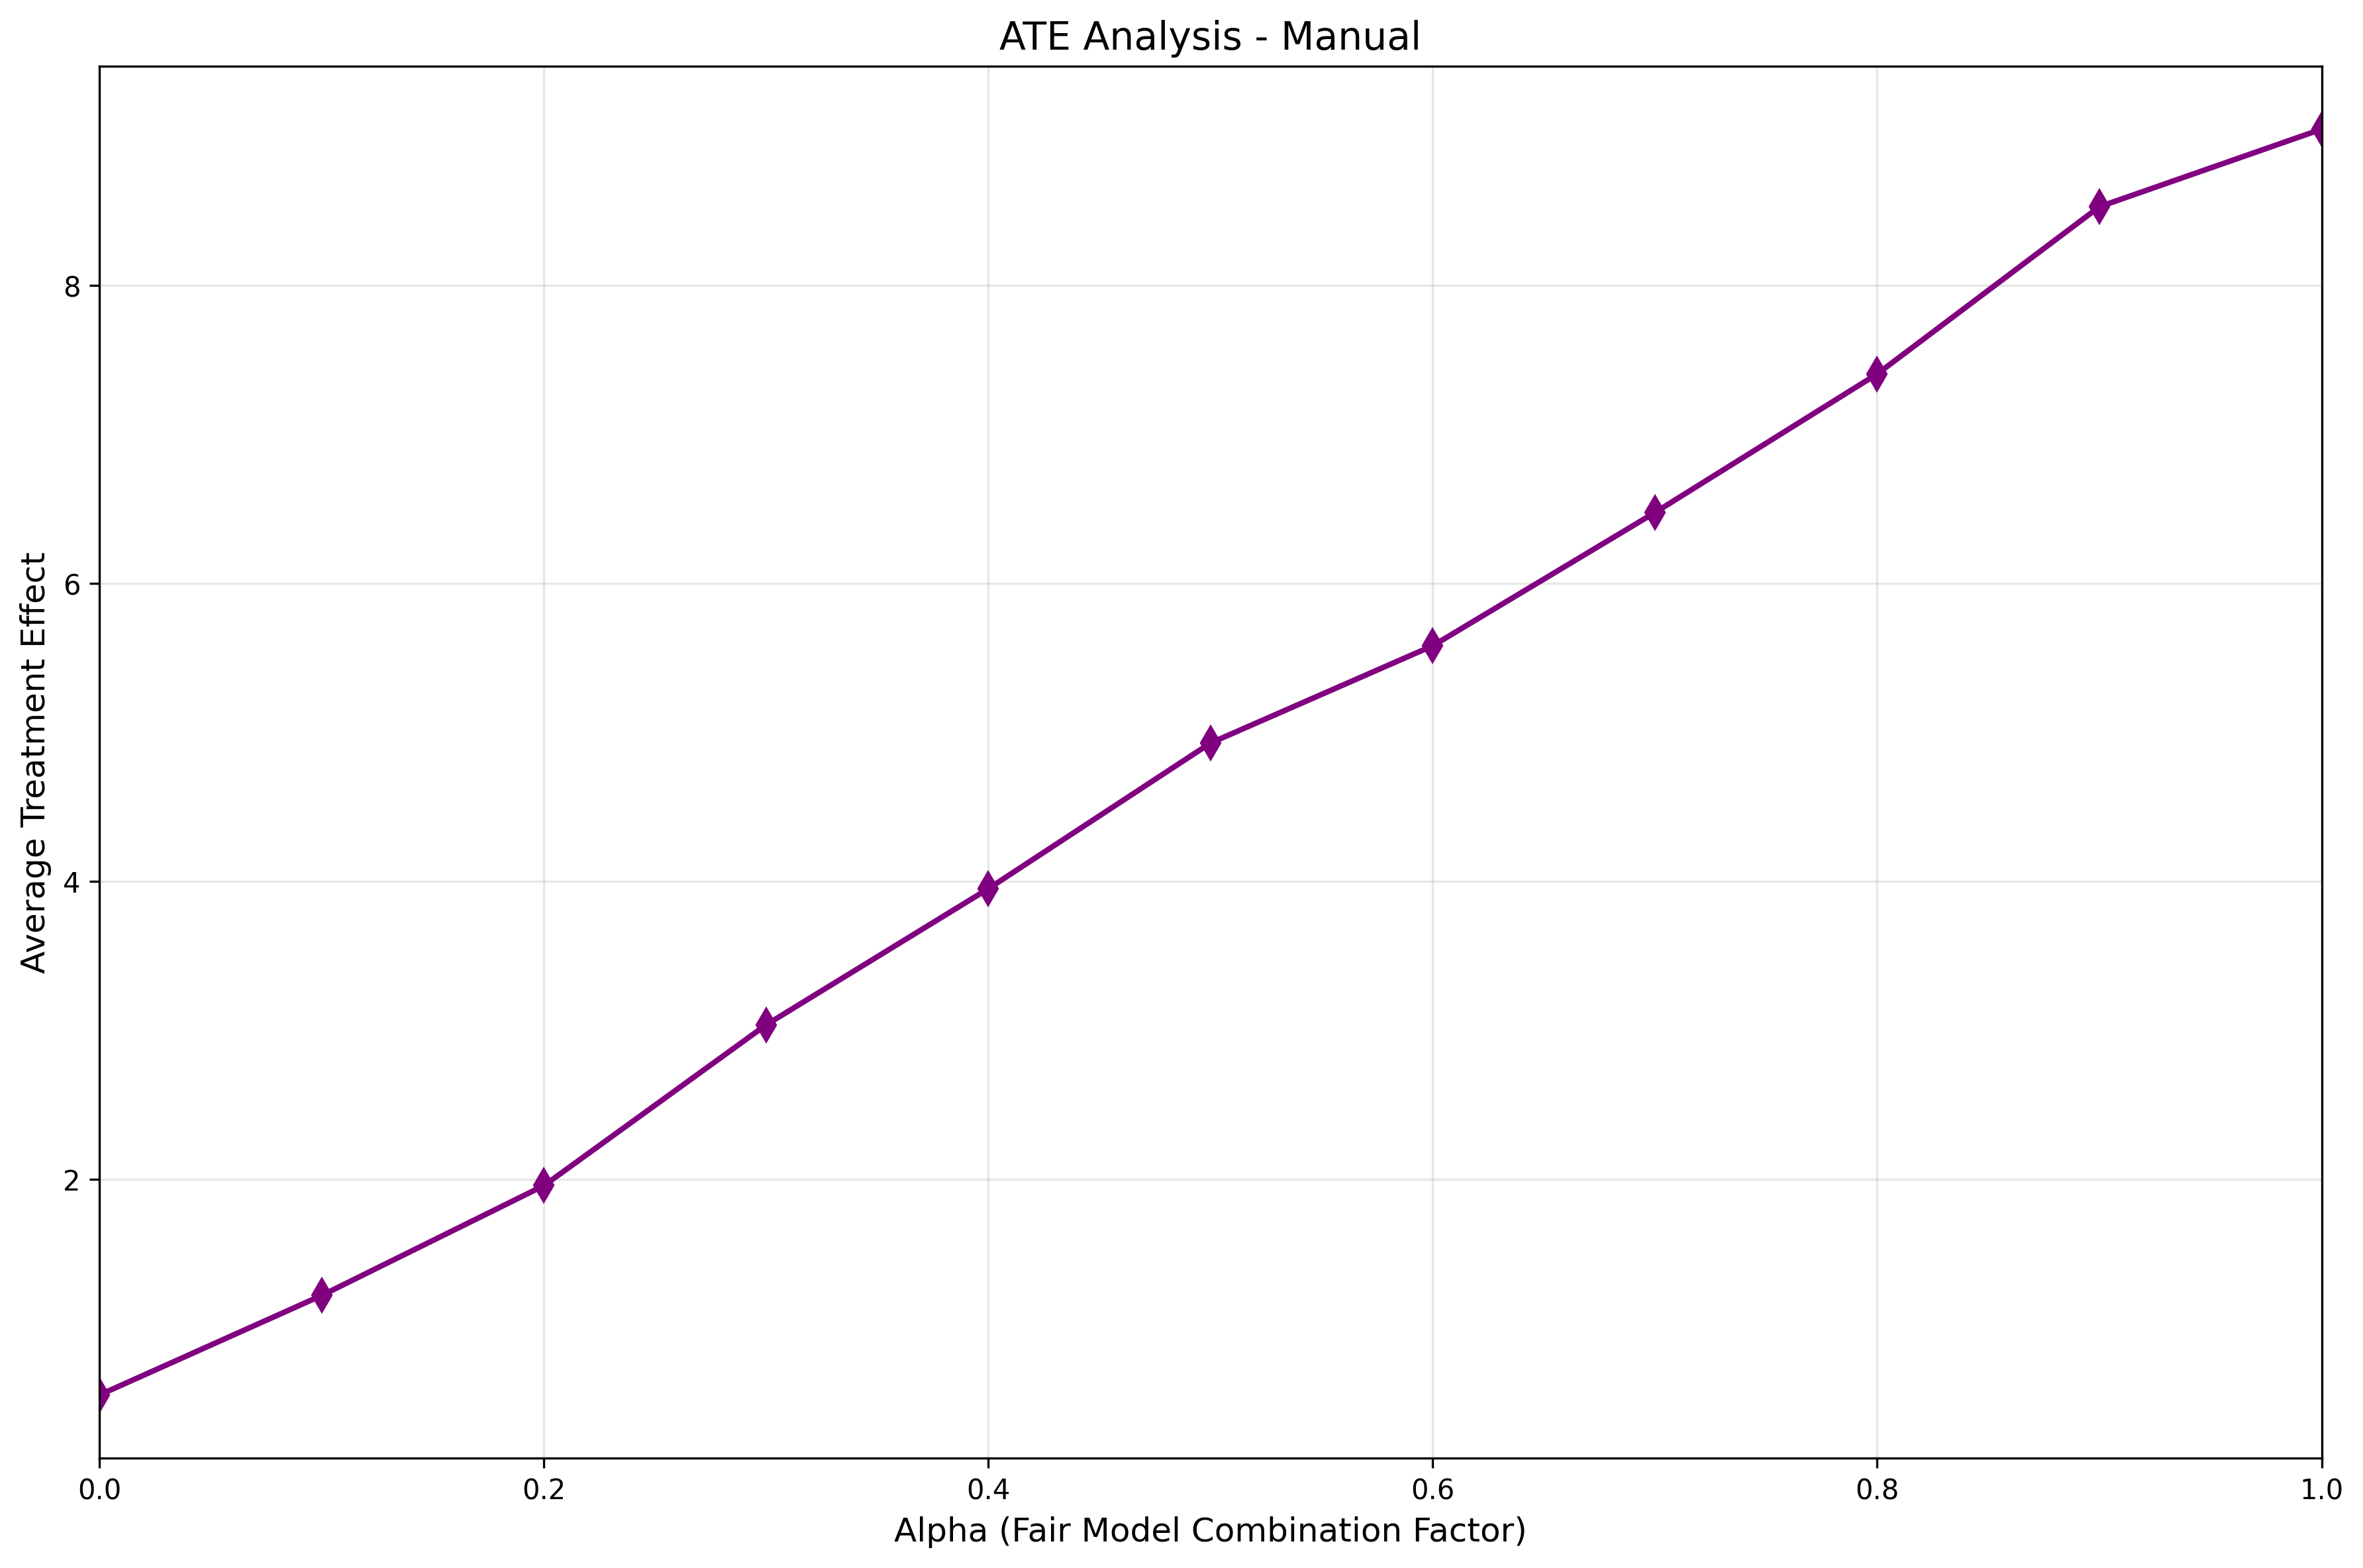 ATE Analysis - Manual
Average Treatment Effect
8
6
4
2
0.0 0.2 0.4 0.6 0.8 1.0
Alpha (Fair Model Combination Factor)